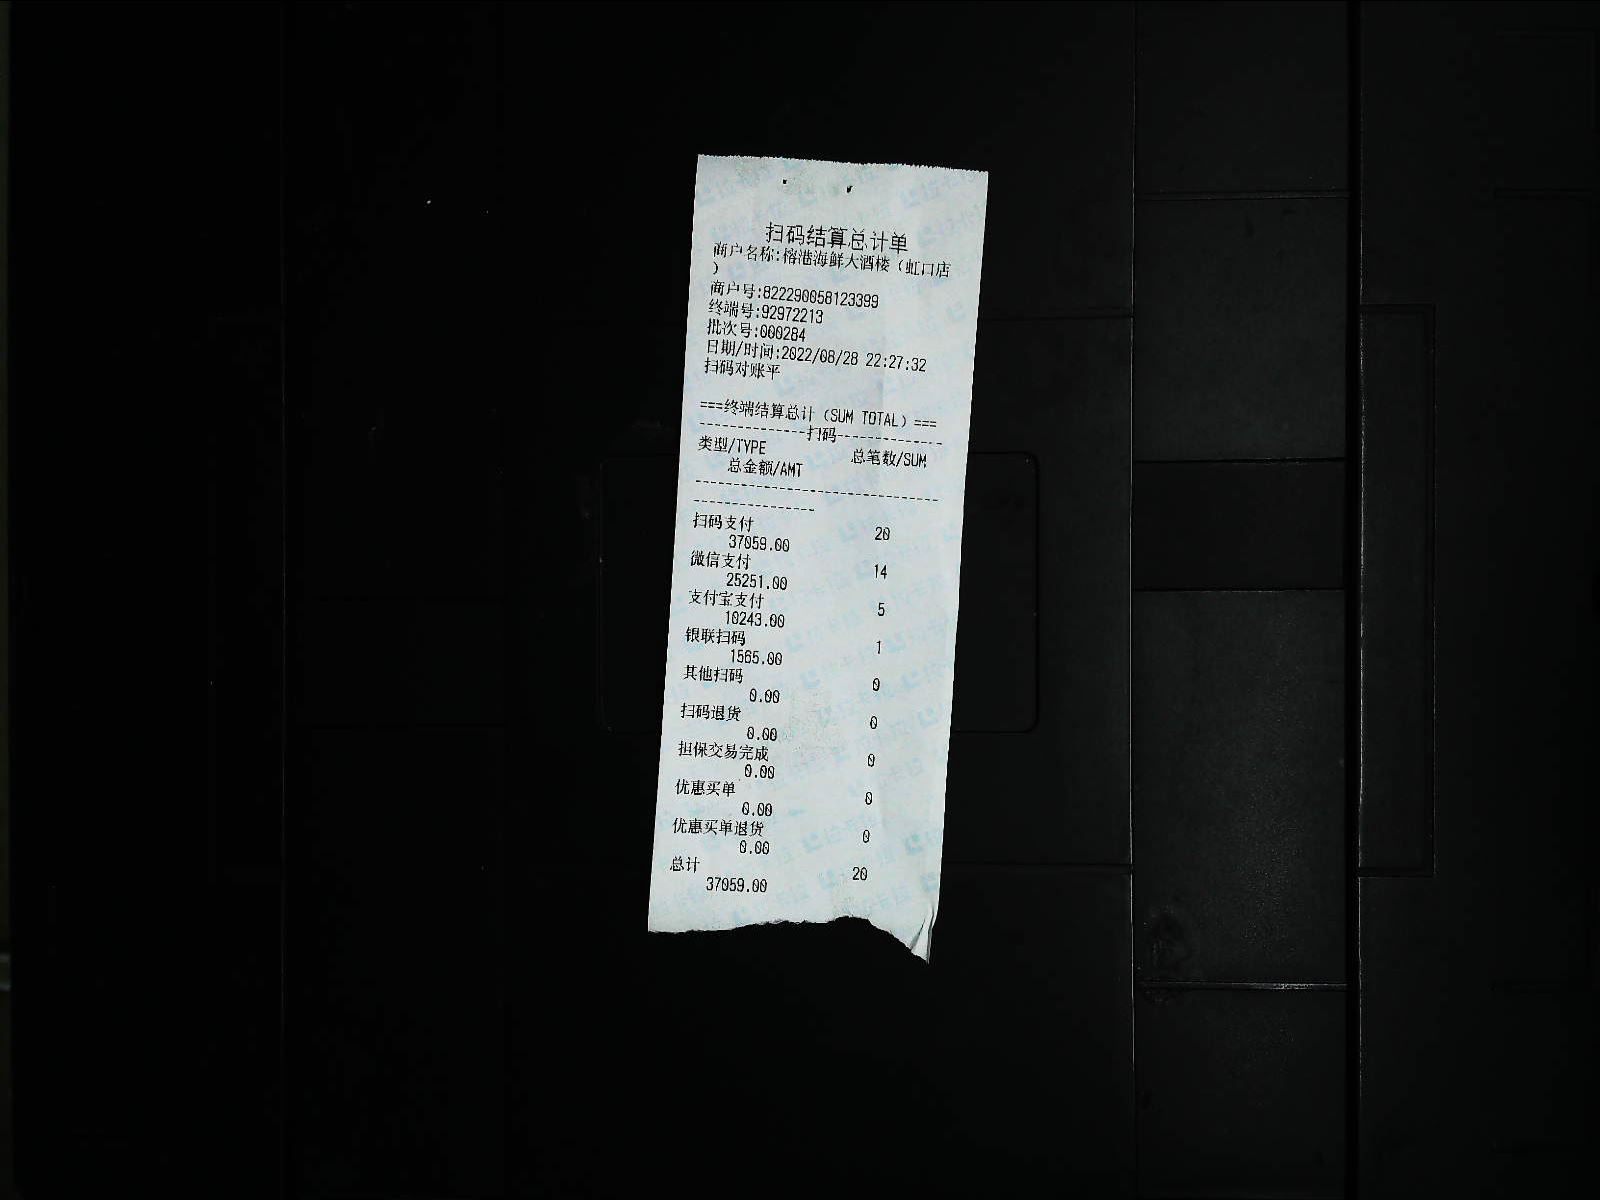 扫码结算总计单
商户名称:榕港海鲜大酒楼（虹口店
）
商户号:822290058123399
终端号:92972213
批次号:000284
日期/时间:2022/08/28 22:27:32
扫码对账平
===终端结算总计（SUM TOTAL）===
--------------扫码--------------
类型/TYPE 总笔数/SUM
总金额/AMT
--------------------------------
----------------
扫码支付 20
37059.00
微信支付 14
25251.00
支付宝支付 5
10243.00
银联扫码 1
1565.00
其他扫码 0
0.00
扫码退货 0
0.00
担保交易完成 0
0.00
优惠买单 0
0.00
优惠买单退货 0
0.00
总计 20
37059.00